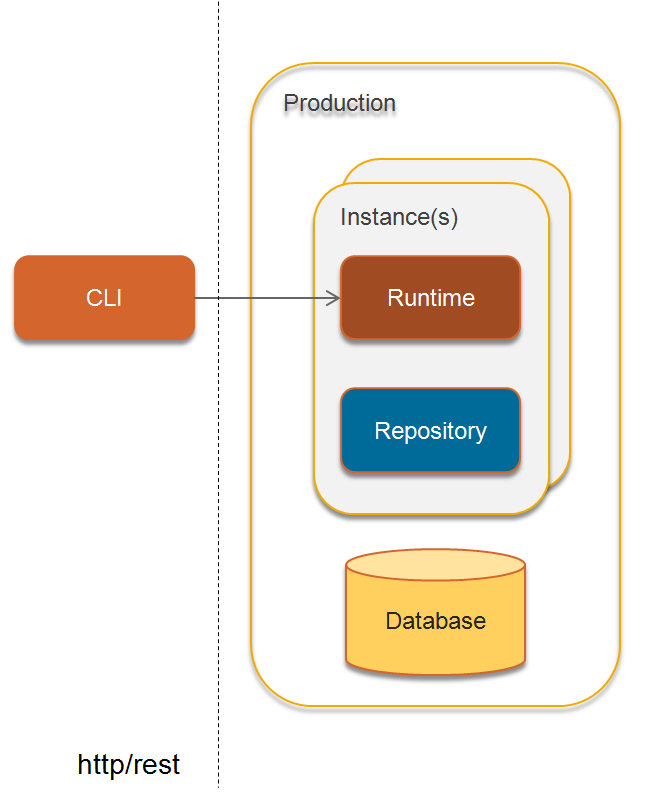 Production
Instance(s)
CLI
Runtime
Repository
Database
http/rest